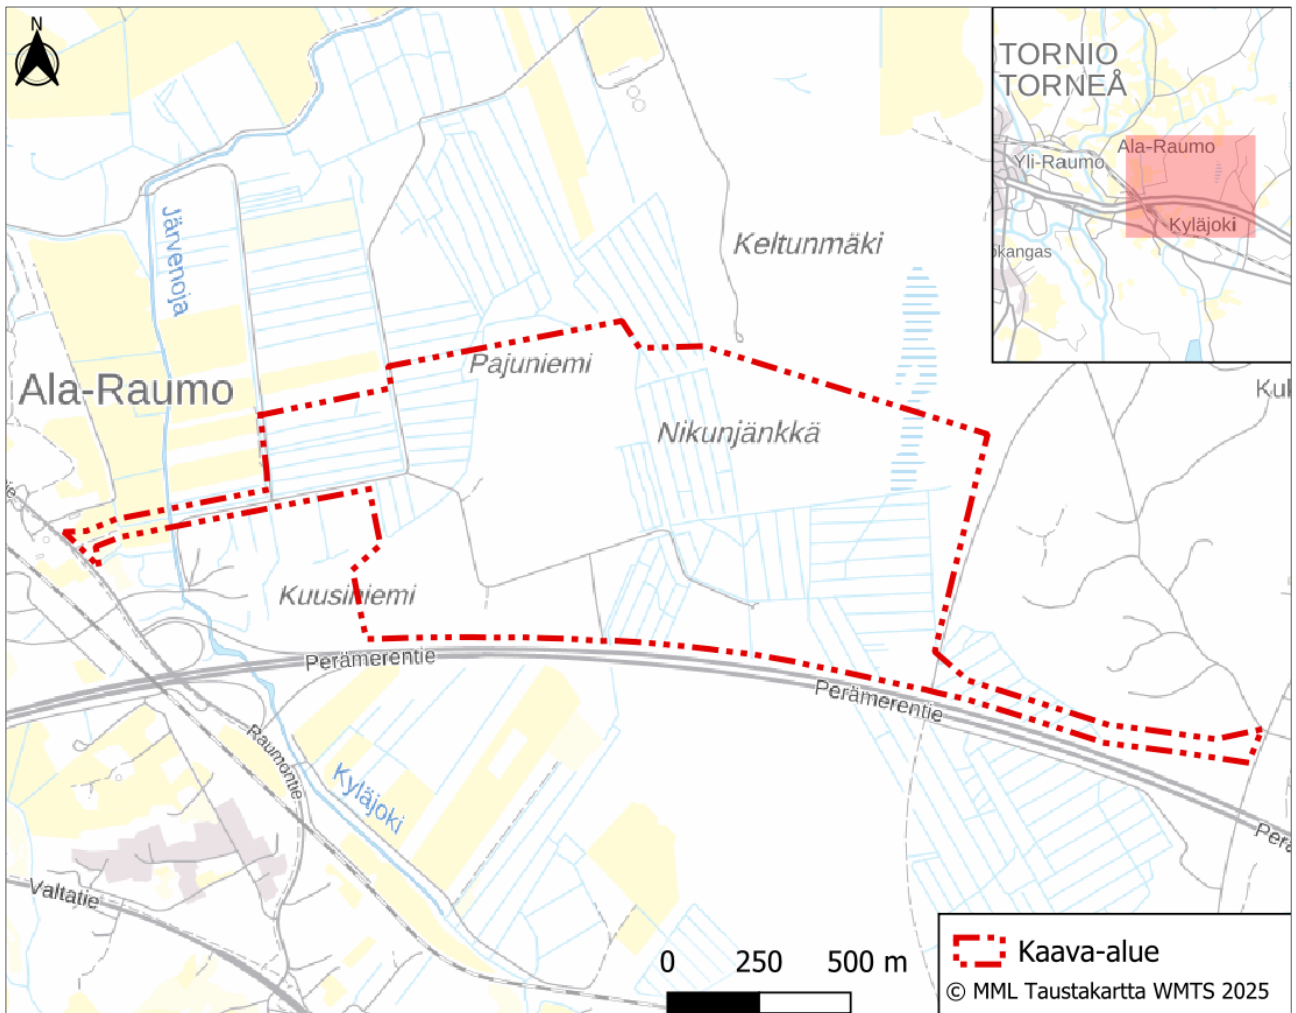 N
TORNIO
TORNEÅ
Ala-Raumo
Yli-Raumo
Kyläjoki
Järvenoja
Keltunmäki
Pajuniemi
Ala-Raumo
Nikunjänkkä
Kuusiniemi
Perämerentie
Perämerentie
Raumontie
Kyläjoki
Valtatie
0 250 500 m
Kaava-alue
© MML Taustakartta WMTS 2025